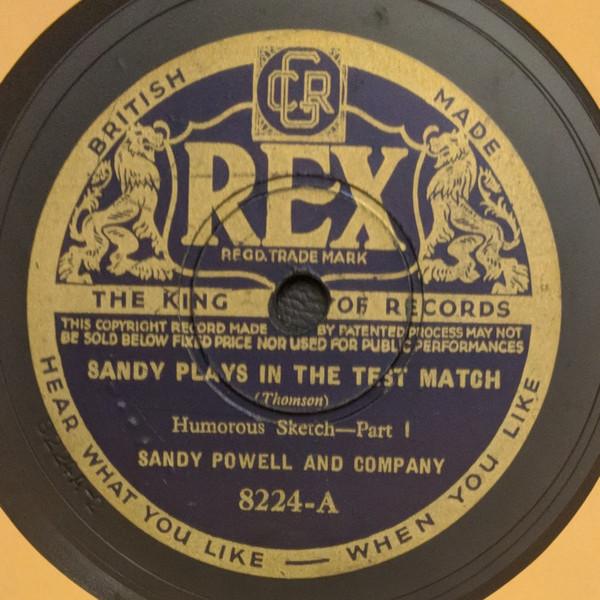 BRITISH MADE
GCR
REX
REGD. TRADE MARK
THE KING OF RECORDS
THIS COPYRIGHT RECORD MADE BY PATENTED PROCESS MAY NOT
BE SOLD BELOW FIXED PRICE NOR USED FOR PUBLIC PERFORMANCES
SANDY PLAYS IN THE TEST MATCH
(Thomson)
Humorous Sketch—Part 1
SANDY POWELL AND COMPANY
8224-A
HEAR WHAT YOU LIKE — WHEN YOU LIKE